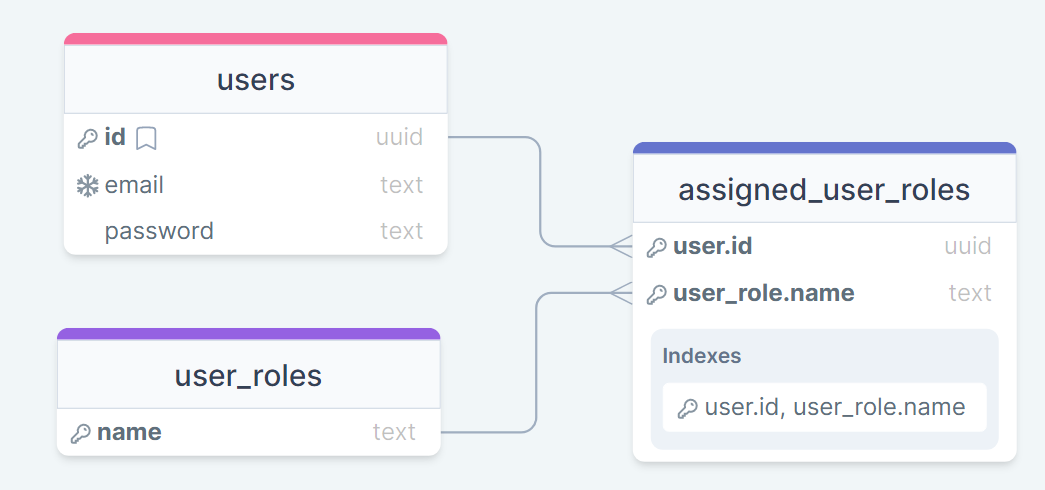 users
id uuid
email text
password text
user_roles
name text
assigned_user_roles
user.id uuid
user_role.name text
Indexes
user.id, user_role.name